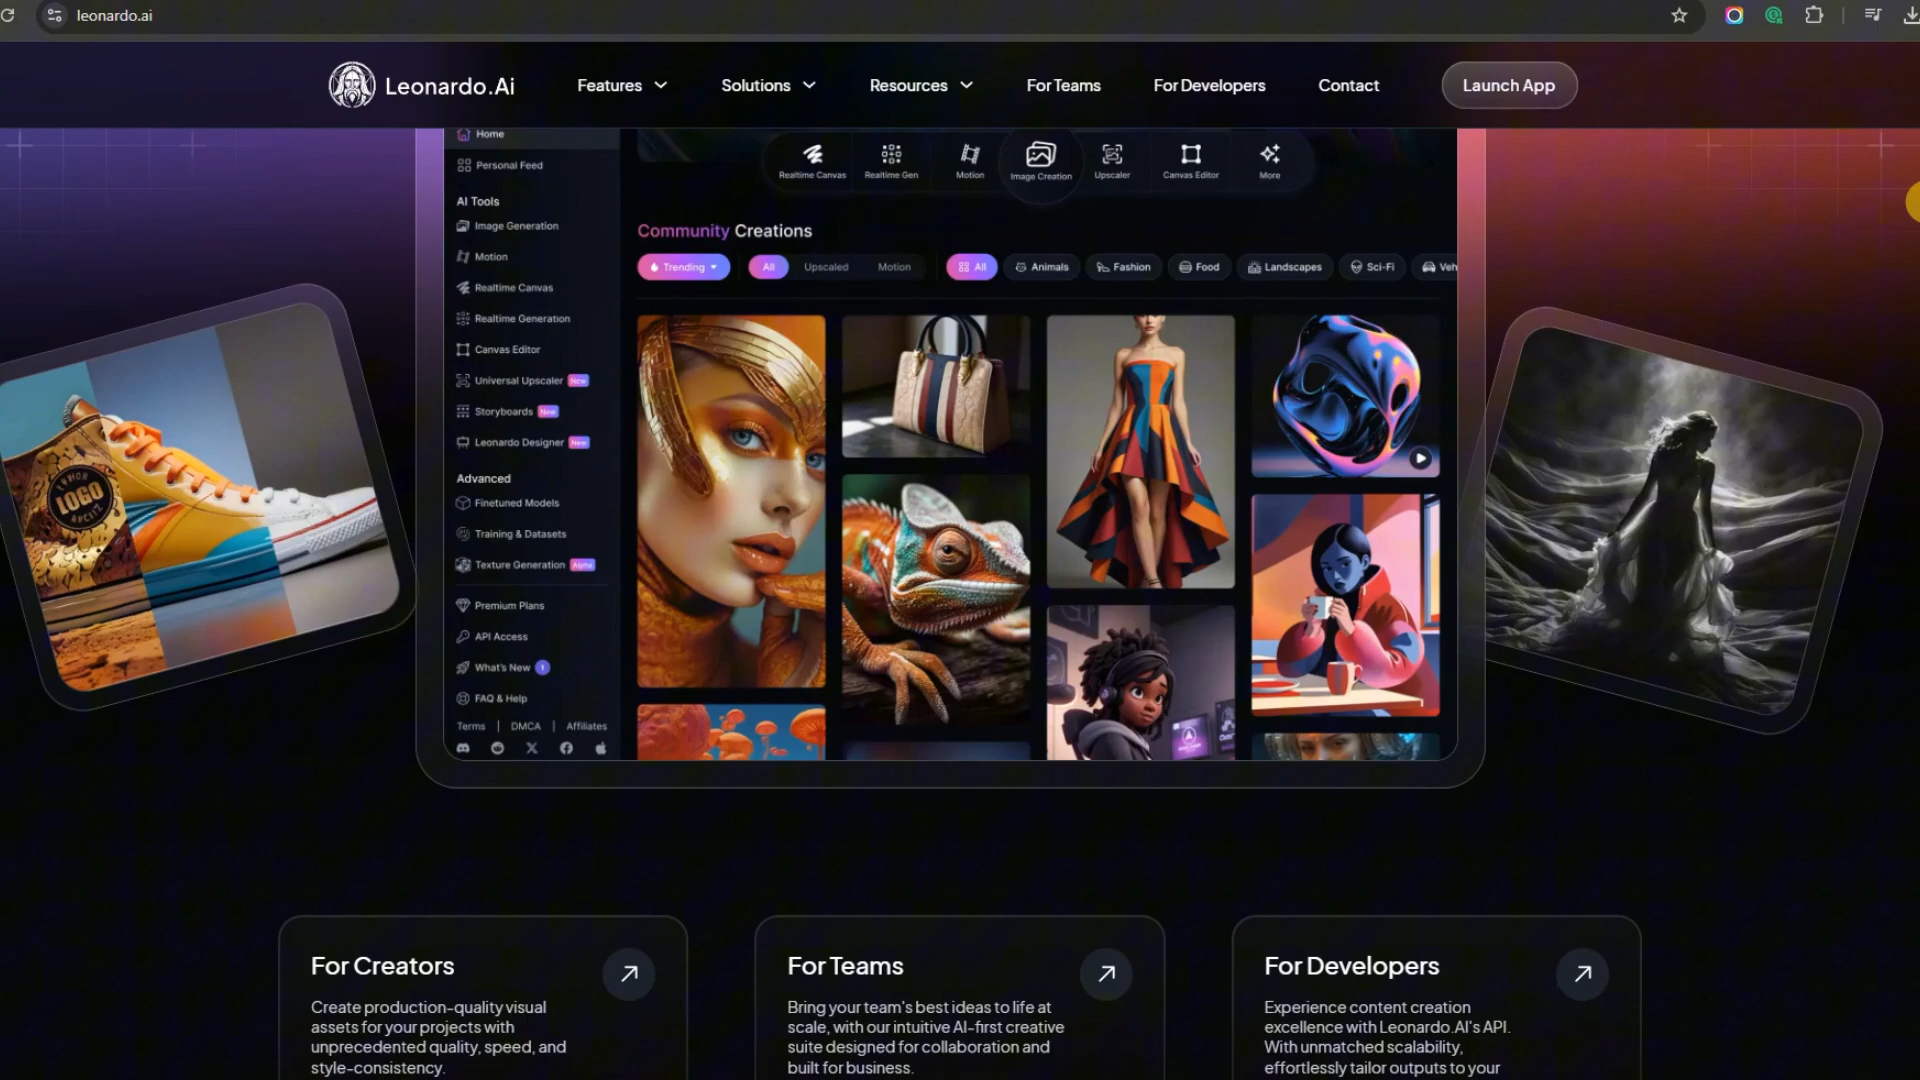 leonardo.ai
Leonardo.Ai
Features
Solutions
Resources
For Teams
For Developers
Contact
Launch App
Home
Personal Feed
AI Tools
Image Generation
Motion
Realtime Canvas
Realtime Generation
Canvas Editor
Universal Upscaler New
Storyboards New
Leonardo Designer New
Advanced
Finetuned Models
Training & Datasets
Texture Generation Alpha
Premium Plans
API Access
What's New 1
FAQ & Help
Terms | DMCA | Affiliates
Realtime Canvas
Realtime Gen
Motion
Image Creation
Upscaler
Canvas Editor
More
Community Creations
Trending
All
Upscaled
Motion
All
Animals
Fashion
Food
Landscapes
Sci-Fi
Veh
LOGO
For Creators
Create production-quality visual
assets for your projects with
unprecedented quality, speed, and
style-consistency.
For Teams
Bring your team's best ideas to life at
scale, with our intuitive AI-first creative
suite designed for collaboration and
built for business.
For Developers
Experience content creation
excellence with Leonardo.AI's API.
With unmatched scalability,
effortlessly tailor outputs to your